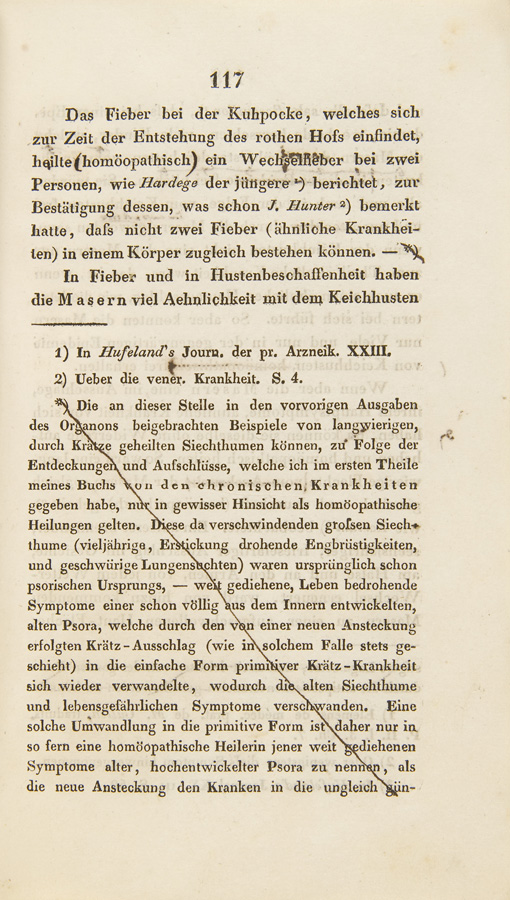 117
Das Fieber bei der Kuhpocke, welches sich
zur Zeit der Entstehung des rothen Hofs einfindet,
heilte (homöopathisch) ein Wechselfieber bei zwei
Personen, wie Hardege der jüngere ¹) berichtet, zur
Bestätigung dessen, was schon J. Hunter ²) bemerkt
hatte, daſs nicht zwei Fieber (ähnliche Krankhei-
ten) in einem Körper zugleich bestehen können. — *)
In Fieber und in Hustenbeschaffenheit haben
die Masern viel Aehnlichkeit mit dem Keichhusten
1) In Hufeland's Journ. der pr. Arzneik. XXIII.
2) Ueber die vener. Krankheit. S. 4.
*) Die an dieser Stelle in den vorvorigen Ausgaben
des Organons beigebrachten Beispiele von langwierigen,
durch Krätze geheilten Siechthumen können, zu Folge der
Entdeckungen und Aufschlüsse, welche ich im ersten Theile
meines Buchs von den chronischen Krankheiten
gegeben habe, nur in gewisser Hinsicht als homöopathische
Heilungen gelten. Diese da verschwindenden groſsen Siech-
thume (vieljährige, Erstickung drohende Engbrüstigkeiten,
und geschwürige Lungensuchten) waren ursprünglich schon
psorischen Ursprungs, — weit gediehene, Leben bedrohende
Symptome einer schon völlig aus dem Innern entwickelten,
alten Psora, welche durch den von einer neuen Ansteckung
erfolgten Krätz-Ausschlag (wie in solchem Falle stets ge-
schieht) in die einfache Form primitiver Krätz-Krankheit
sich wieder verwandelte, wodurch die alten Siechthume
und lebensgefährlichen Symptome verschwanden. Eine
solche Umwandlung in die primitive Form ist daher nur in
so fern eine homöopathische Heilerin jener weit gediehenen
Symptome alter, hochentwickelter Psora zu nennen, als
die neue Ansteckung den Kranken in die ungleich gün-